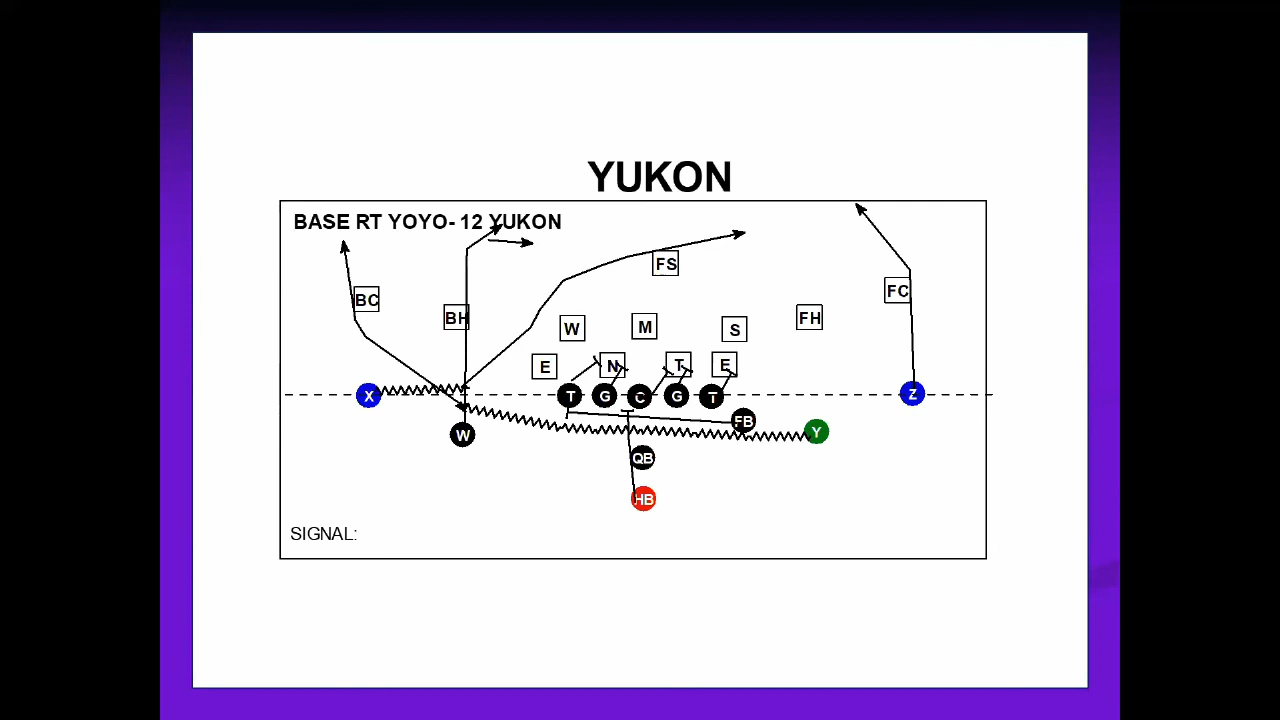 YUKON
BASE RT YOYO- 12 YUKON
FS
BC
FC
BH
FH
W
M
S
E
N
T
E
X
T
G
C
G
T
Z
W
FB
Y
QB
HB
SIGNAL: